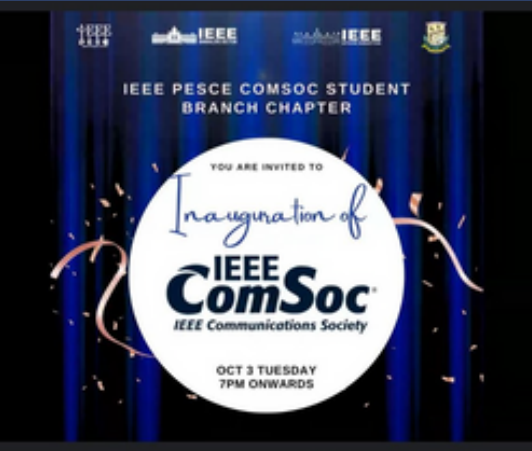 IEEE
IEEE
IEEE
IEEE PESCE COMSOC STUDENT
BRANCH CHAPTER
YOU ARE INVITED TO
Inauguration of
IEEE
ComSoc®
IEEE Communications Society
OCT 3 TUESDAY
7PM ONWARDS